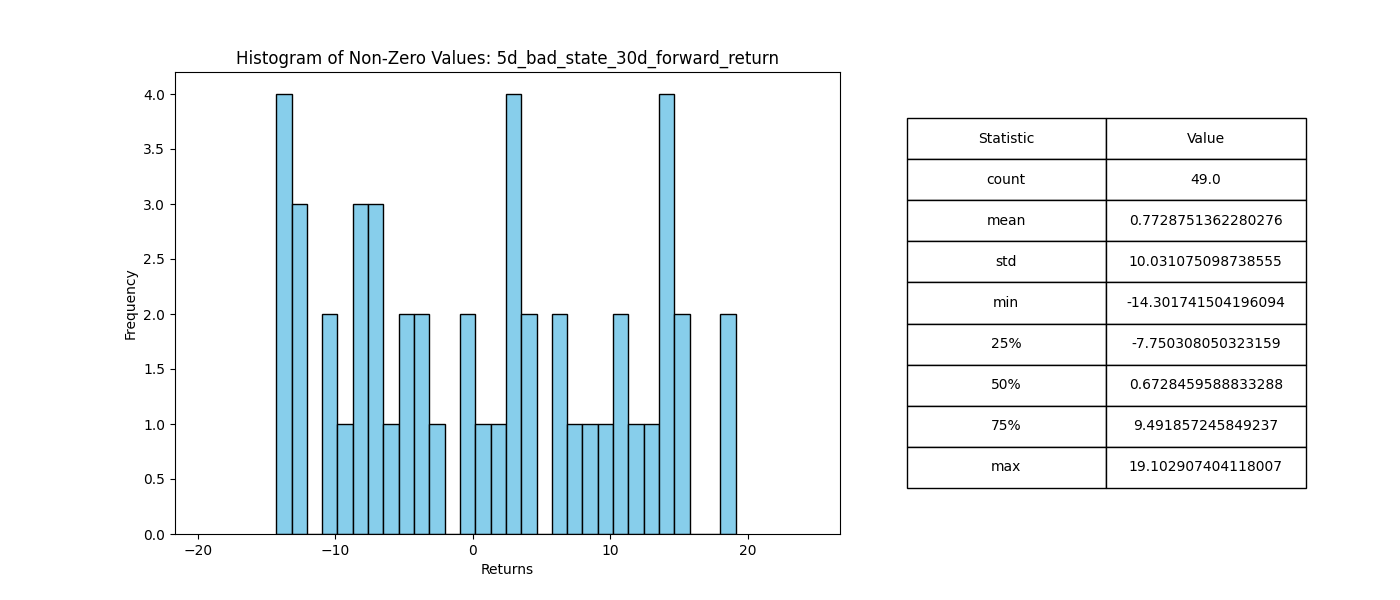 Histogram of Non-Zero Values: 5d_bad_state_30d_forward_return
Frequency
4.0
3.5
3.0
2.5
2.0
1.5
1.0
0.5
0.0
−20 −10 0 10 20
Returns
Statistic Value
count 49.0
mean 0.7728751362280276
std 10.031075098738555
min -14.301741504196094
25% -7.750308050323159
50% 0.6728459588833288
75% 9.491857245849237
max 19.102907404118007